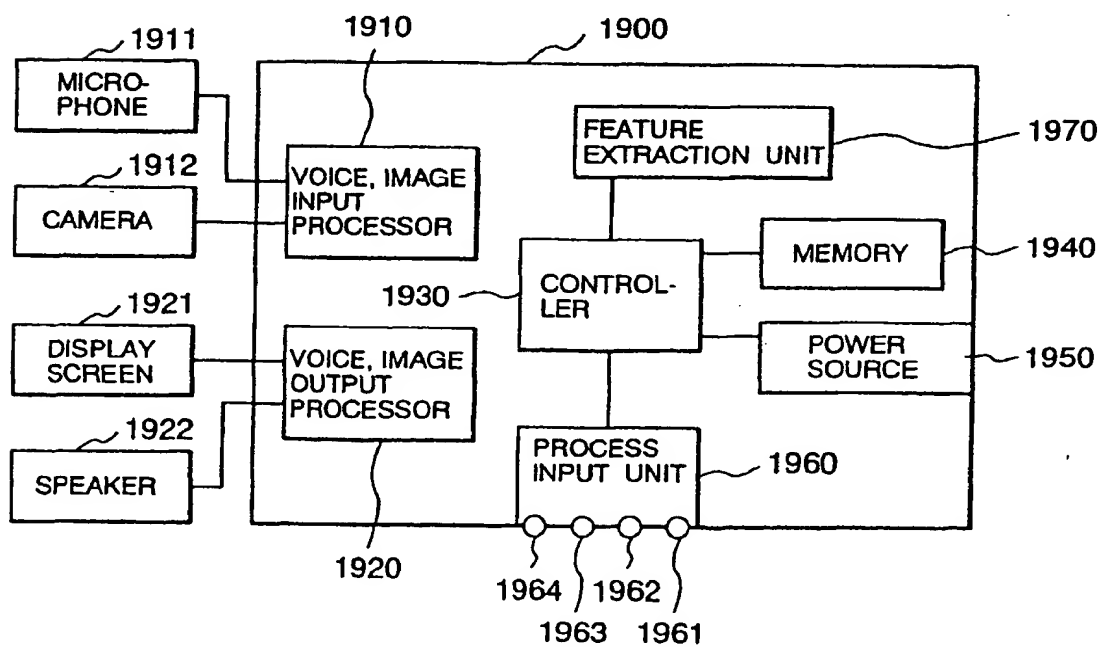 1911
MICRO-
PHONE
1912
CAMERA
1921
DISPLAY
SCREEN
1922
SPEAKER
1910
VOICE, IMAGE
INPUT
PROCESSOR
VOICE, IMAGE
OUTPUT
PROCESSOR
1920
1900
FEATURE
EXTRACTION UNIT
1970
1930
CONTROL-
LER
MEMORY
1940
POWER
SOURCE
1950
PROCESS
INPUT UNIT
1960
1964
1963
1962
1961